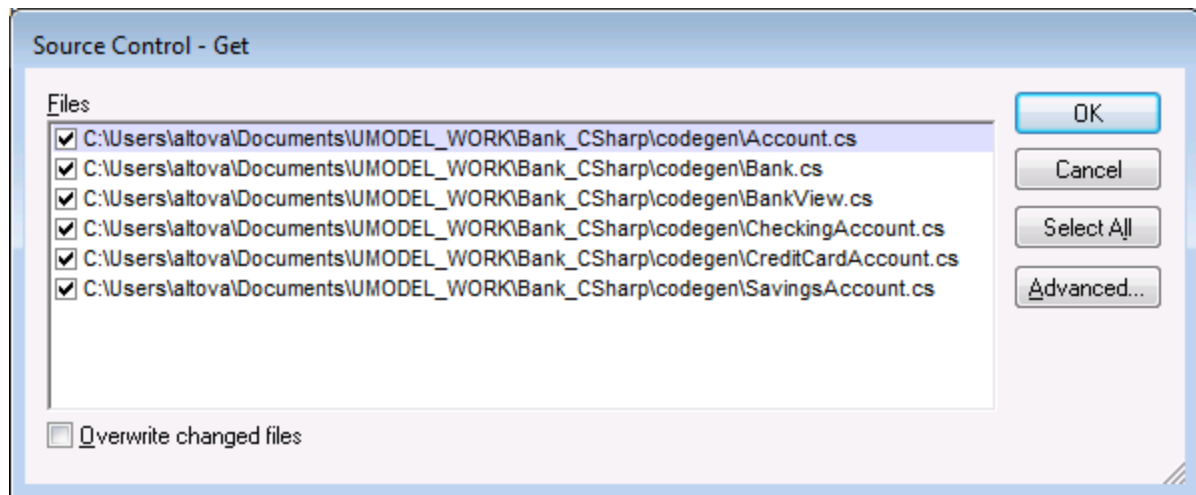 Source Control - Get
Files
C:\Users\altova\Documents\UMODEL_WORK\Bank_CSharp\codegen\Account.cs
C:\Users\altova\Documents\UMODEL_WORK\Bank_CSharp\codegen\Bank.cs
C:\Users\altova\Documents\UMODEL_WORK\Bank_CSharp\codegen\BankView.cs
C:\Users\altova\Documents\UMODEL_WORK\Bank_CSharp\codegen\CheckingAccount.cs
C:\Users\altova\Documents\UMODEL_WORK\Bank_CSharp\codegen\CreditCardAccount.cs
C:\Users\altova\Documents\UMODEL_WORK\Bank_CSharp\codegen\SavingsAccount.cs
Overwrite changed files
OK
Cancel
Select All
Advanced...